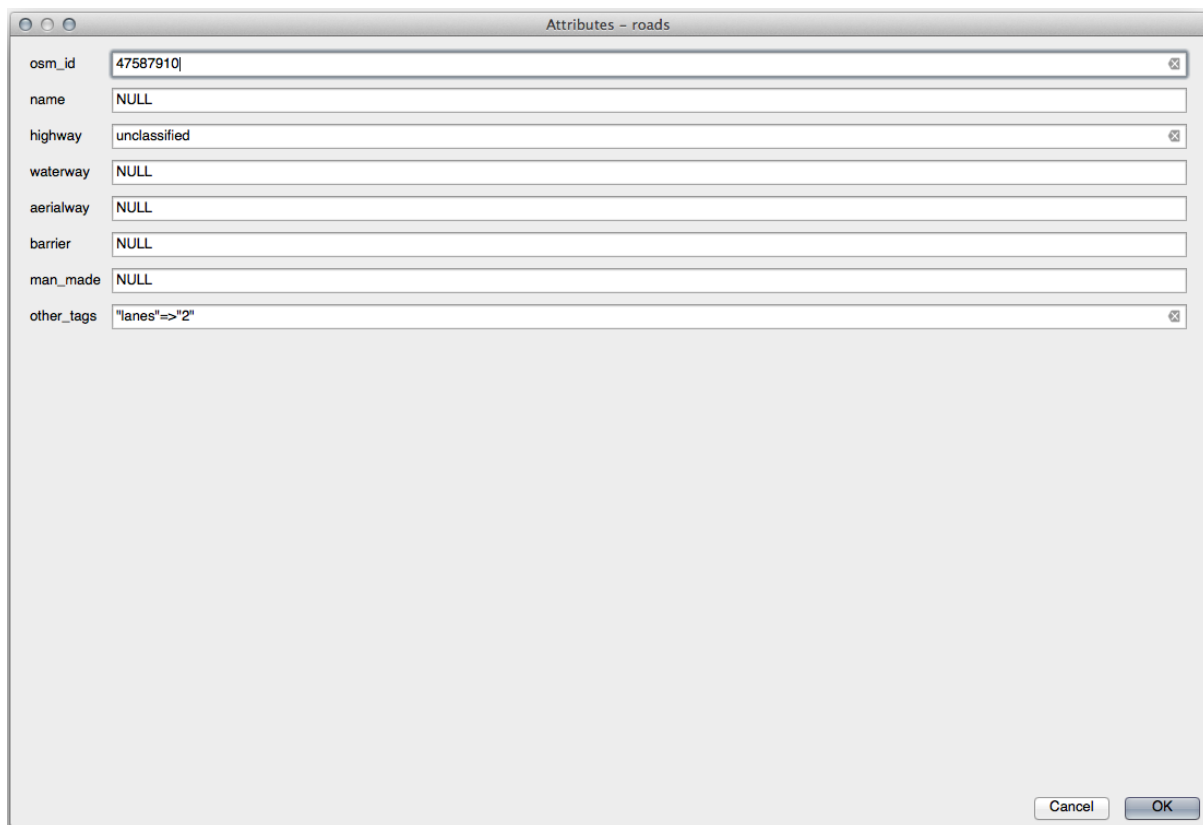 Attributes – roads
osm_id 47587910
name NULL
highway unclassified
waterway NULL
aerialway NULL
barrier NULL
man_made NULL
other_tags "lanes"=>"2"
Cancel OK